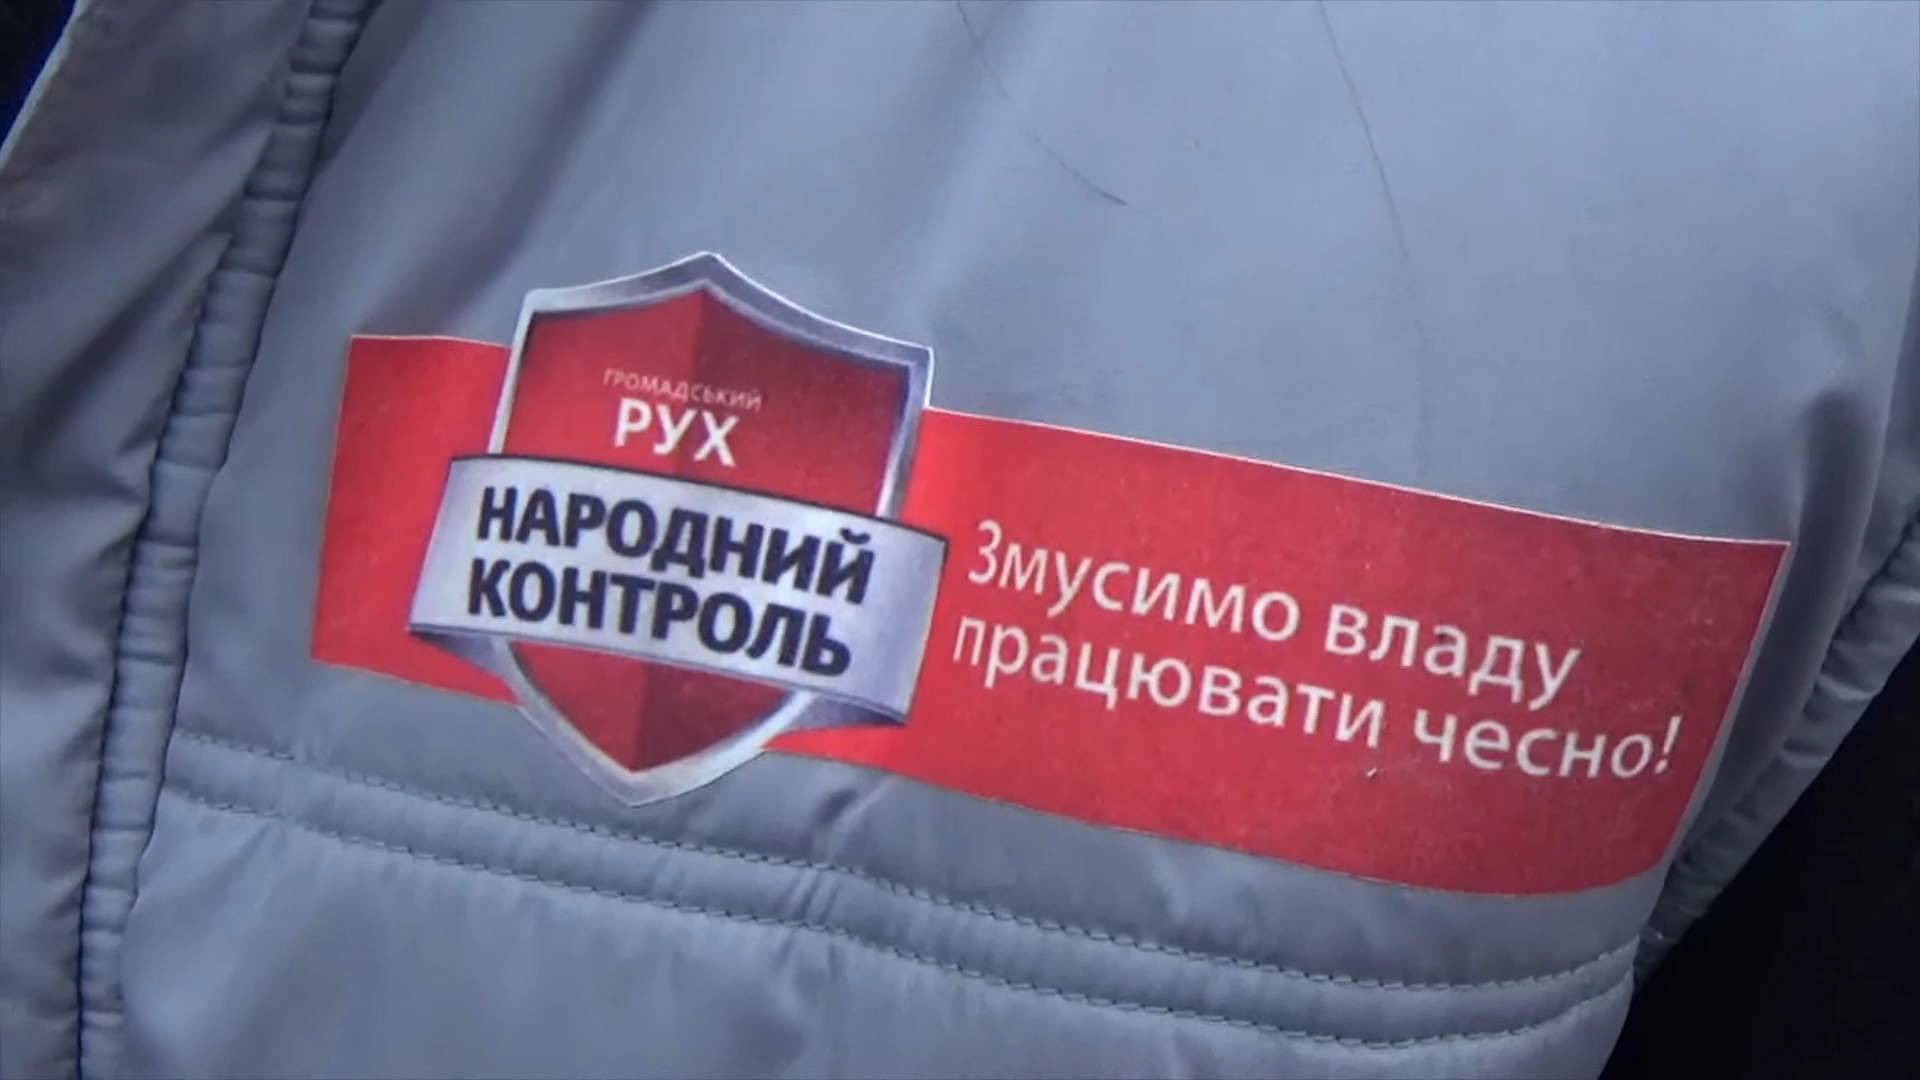 ГРОМАДСЬКИЙ
РУХ
НАРОДНИЙ
КОНТРОЛЬ
Змусимо владу
працювати чесно!